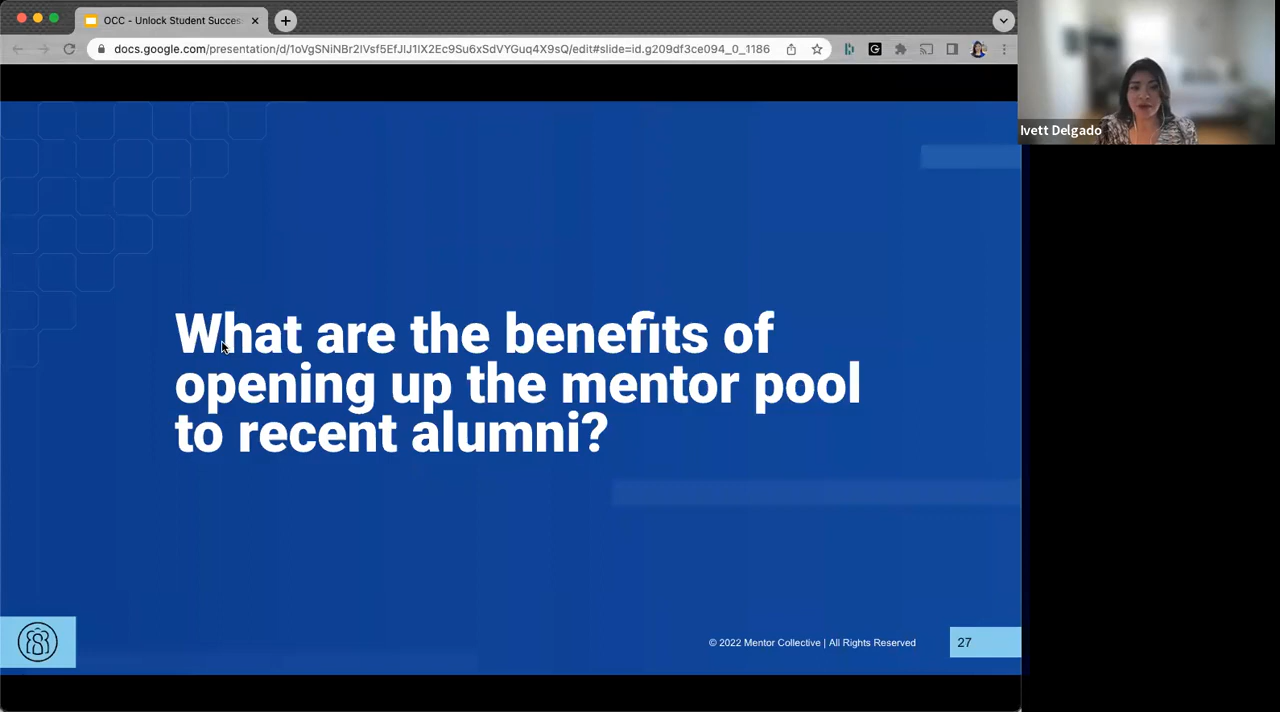 OCC - Unlock Student Succes
docs.google.com/presentation/d/1oVgSNiNBr2IVsf5EfJIJ1IX2Ec9Su6xSdVYGuq4X9sQ/edit#slide=id.g209df3ce094_0_1186
Ivett Delgado
What are the benefits of
opening up the mentor pool
to recent alumni?
© 2022 Mentor Collective | All Rights Reserved
27